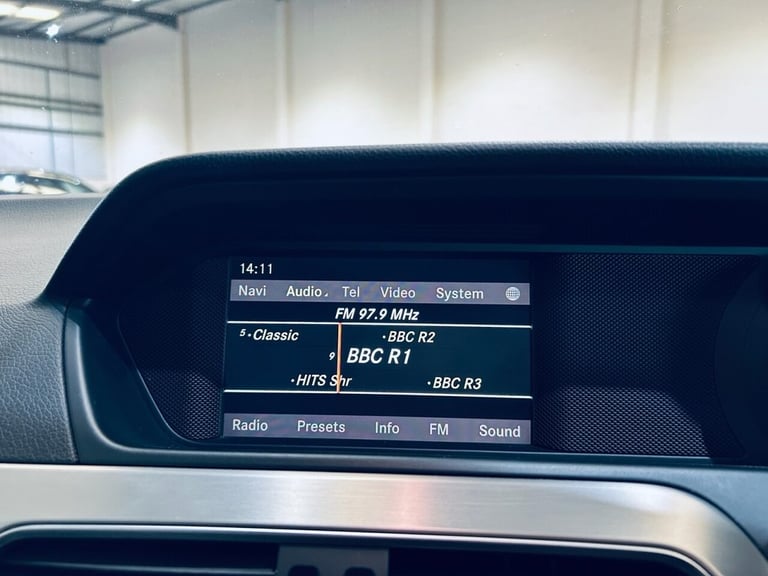 14:11
Navi Audio Tel Video System
FM 97.9 MHz
5 •Classic •BBC R2
9 BBC R1
•HITS Shr •BBC R3
Radio Presets Info FM Sound